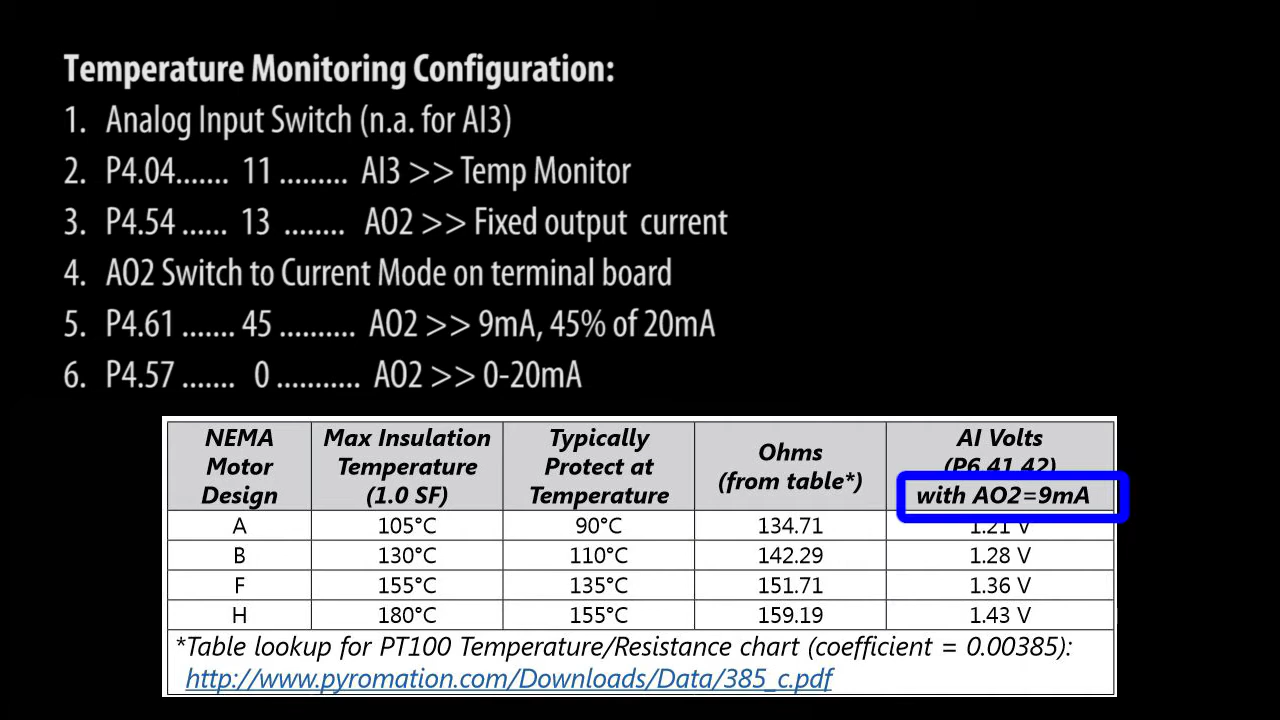 Temperature Monitoring Configuration:
1. Analog Input Switch (n.a. for AI3)
2. P4.04....... 11 ......... AI3 >> Temp Monitor
3. P4.54 ...... 13 ........ AO2 >> Fixed output current
4. AO2 Switch to Current Mode on terminal board
5. P4.61 ....... 45 .......... AO2 >> 9mA, 45% of 20mA
6. P4.57 ....... 0 ........... AO2 >> 0-20mA
NEMA Motor Design Max Insulation Temperature (1.0 SF) Typically Protect at Temperature Ohms (from table*) AI Volts (P6.41,42) with AO2=9mA
A 105°C 90°C 134.71 1.21 V
B 130°C 110°C 142.29 1.28 V
F 155°C 135°C 151.71 1.36 V
H 180°C 155°C 159.19 1.43 V
*Table lookup for PT100 Temperature/Resistance chart (coefficient = 0.00385):
http://www.pyromation.com/Downloads/Data/385_c.pdf